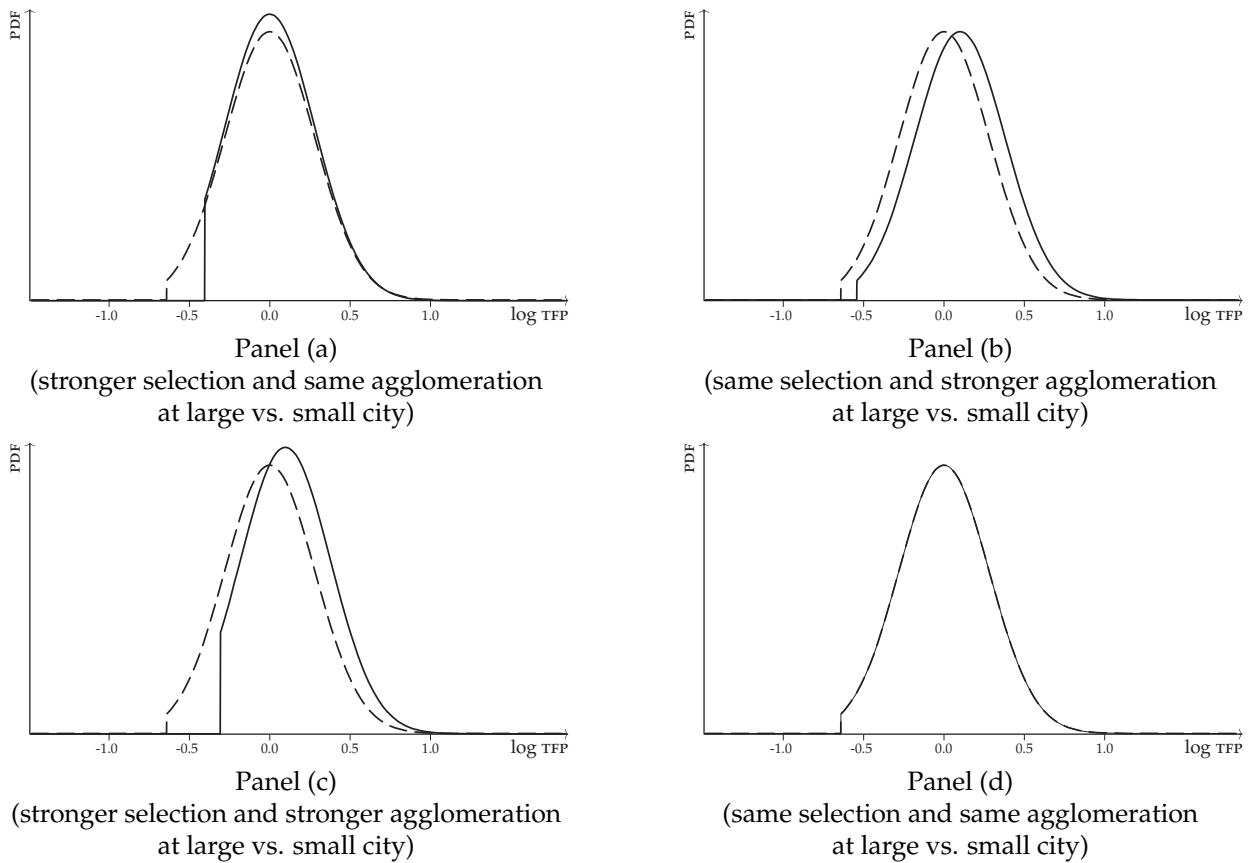 PDF
-1.0 -0.5 0.0 0.5 1.0
log TFP
Panel (a)
(stronger selection and same agglomeration
at large vs. small city)
PDF
-0.5 0.0 0.5 1.0
log TFP
Panel (b)
(same selection and stronger agglomeration
at large vs. small city)
PDF
-1.0 -0.5 0.0 0.5 1.0
log TFP
Panel (c)
(stronger selection and stronger agglomeration
at large vs. small city)
PDF
-1.0 -0.5 0.0 0.5 1.0
log TFP
Panel (d)
(same selection and same agglomeration
at large vs. small city)